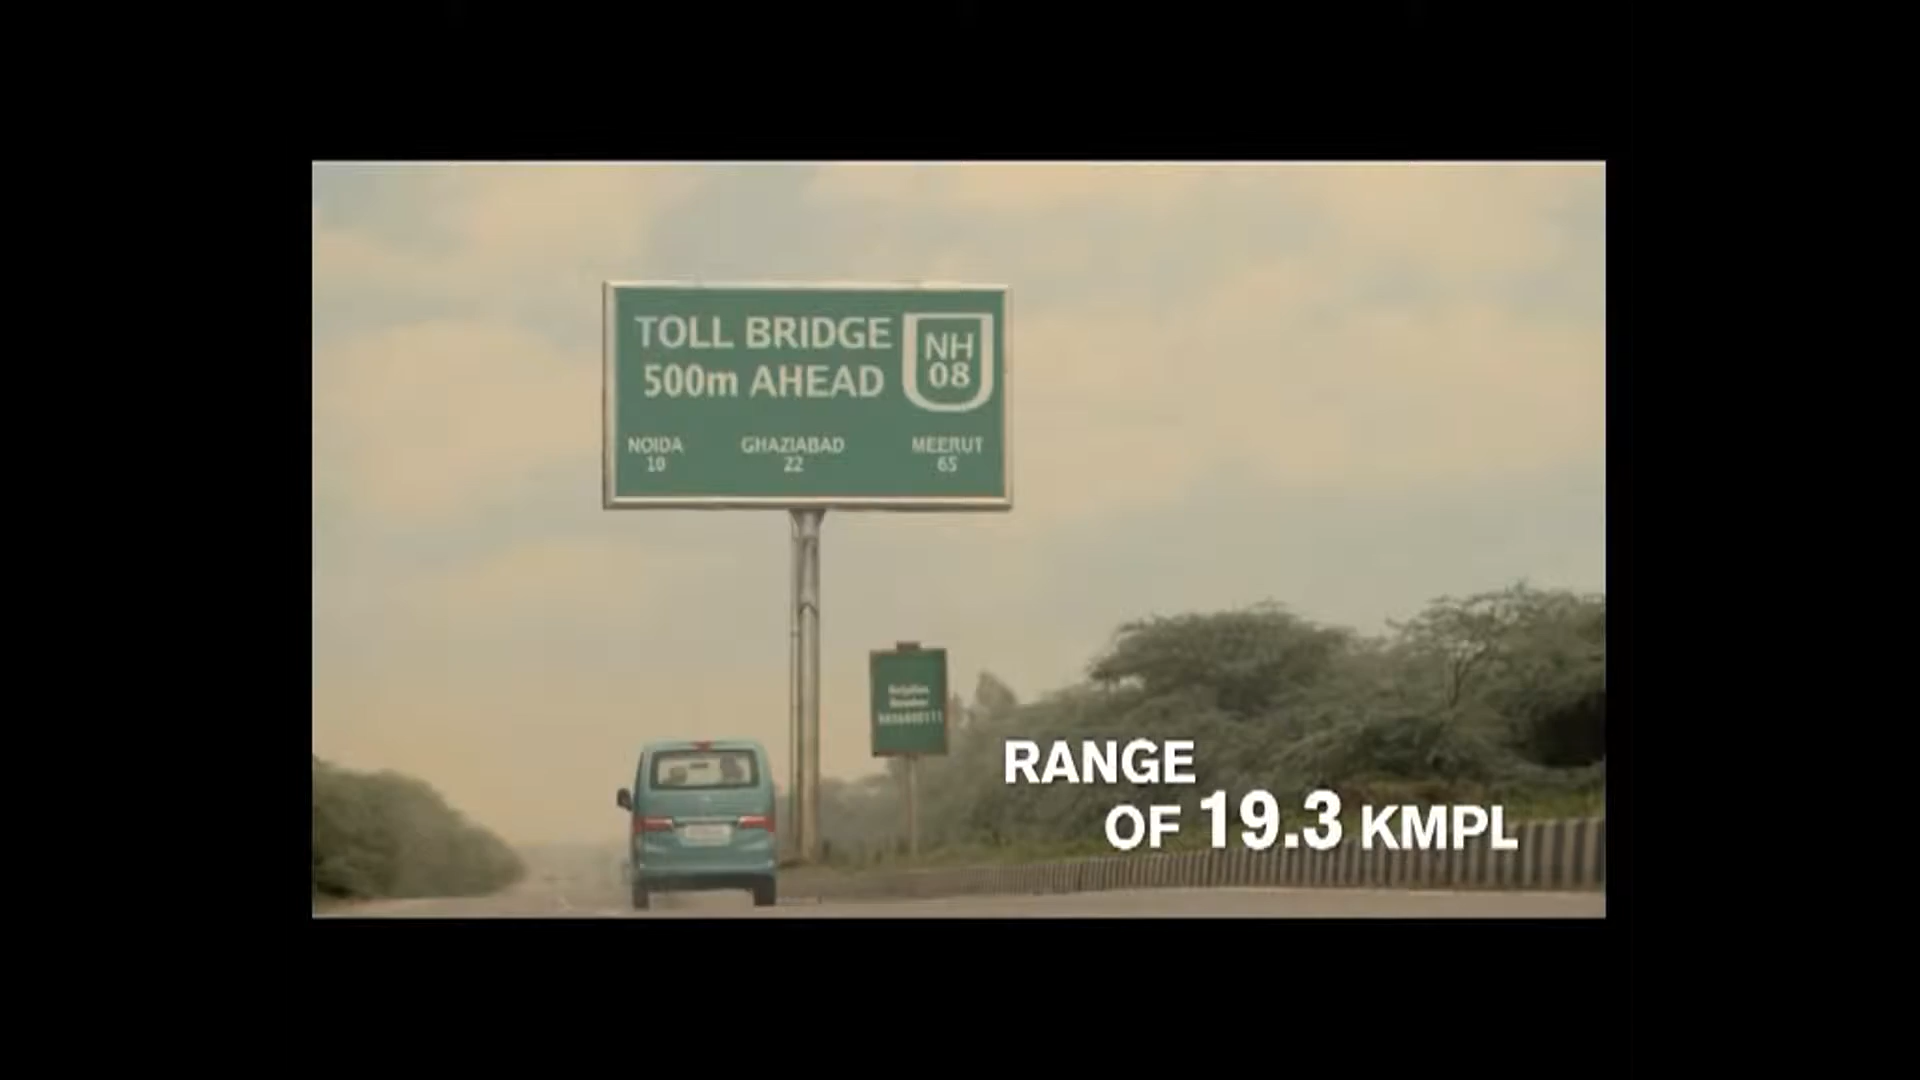 TOLL BRIDGE
500m AHEAD
NH
08
NOIDA
10
GHAZIABAD
22
MEERUT
65
RANGE
OF 19.3 KMPL